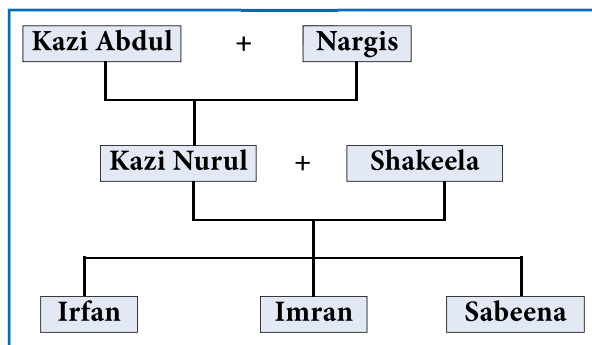 Kazi Abdul + Nargis
Kazi Nurul + Shakeela
Irfan Imran Sabeena